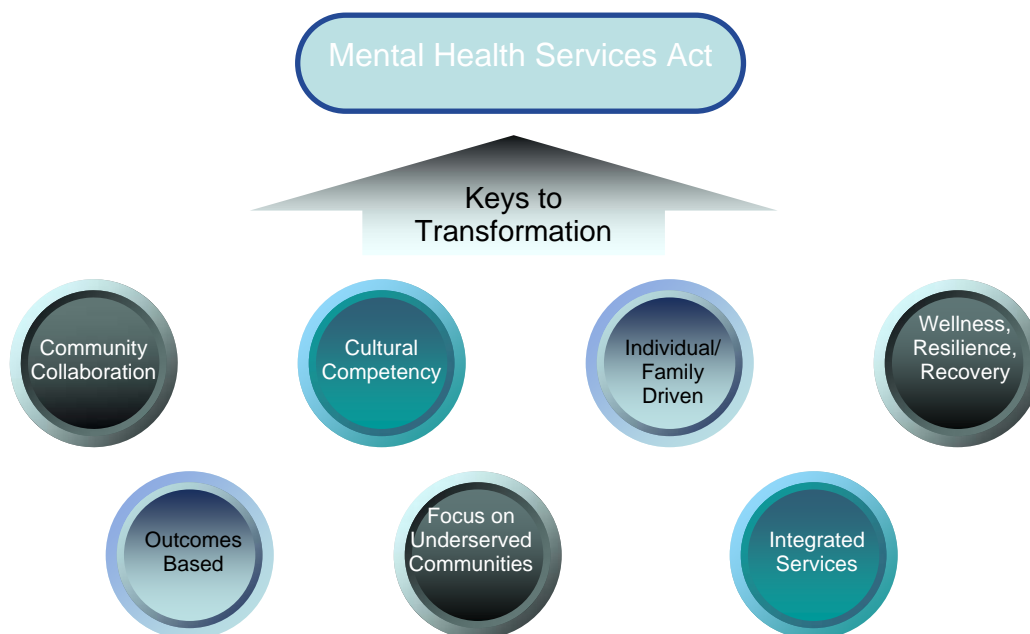 Mental Health Services Act
Keys to
Transformation
Community
Collaboration
Cultural
Competency
Individual/
Family
Driven
Wellness,
Resilience,
Recovery
Outcomes
Based
Focus on
Underserved
Communities
Integrated
Services